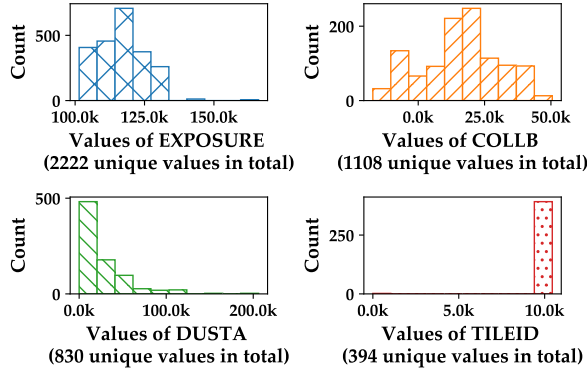 Count
500
0
100.0k 125.0k 150.0k
Values of EXPOSURE
(2222 unique values in total)
Count
200
0
0.0k 25.0k 50.0k
Values of COLLB
(1108 unique values in total)
Count
500
0
0.0k 100.0k 200.0k
Values of DUSTA
(830 unique values in total)
Count
250
0
0.0k 5.0k 10.0k
Values of TILEID
(394 unique values in total)